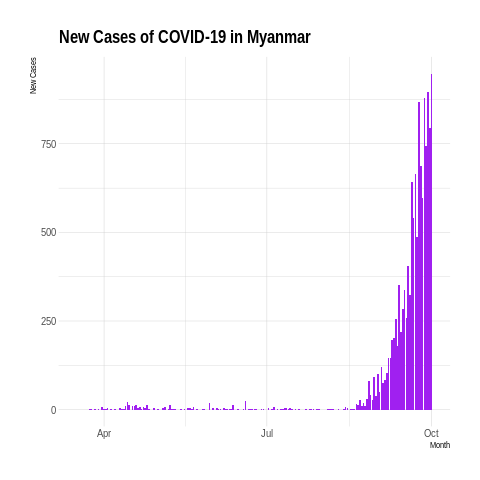 New Cases of COVID-19 in Myanmar
New Cases
750
500
250
0
Apr
Jul
Oct
Month